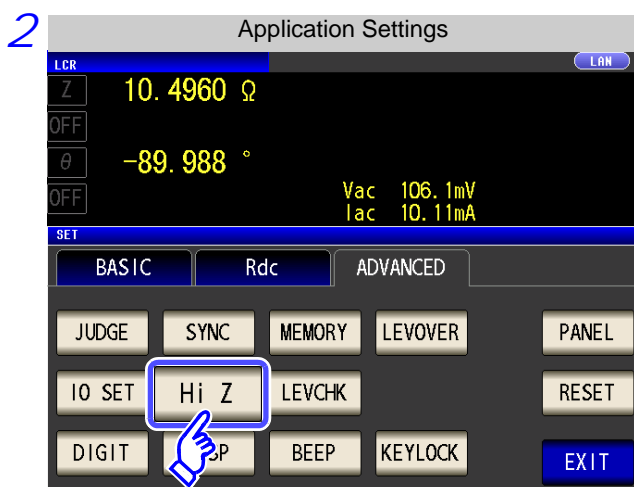 2
Application Settings
LCR LAN
Z 10.4960 Ω
OFF
θ -89.988 °
OFF Vac 106.1mV
Iac 10.11mA
SET
BASIC Rdc ADVANCED
JUDGE SYNC MEMORY LEVOVER PANEL
IO SET Hi Z LEVCHK RESET
DIGIT BEEP KEYLOCK EXIT